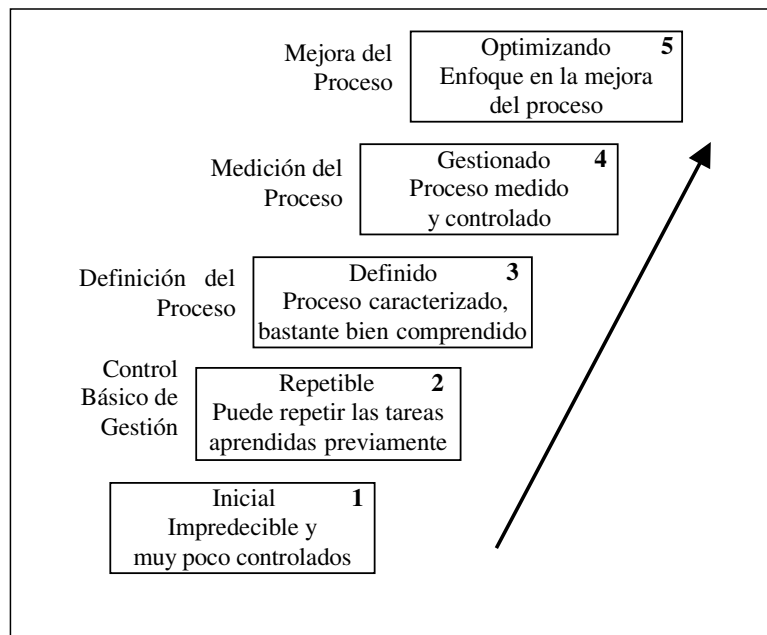 Mejora del
Proceso
Optimizando 5
Enfoque en la mejora
del proceso
Medición del
Proceso
Gestionado 4
Proceso medido
y controlado
Definición del
Proceso
Definido 3
Proceso caracterizado,
bastante bien comprendido
Control
Básico de
Gestión
Repetible 2
Puede repetir las tareas
aprendidas previamente
Inicial 1
Impredecible y
muy poco controlados